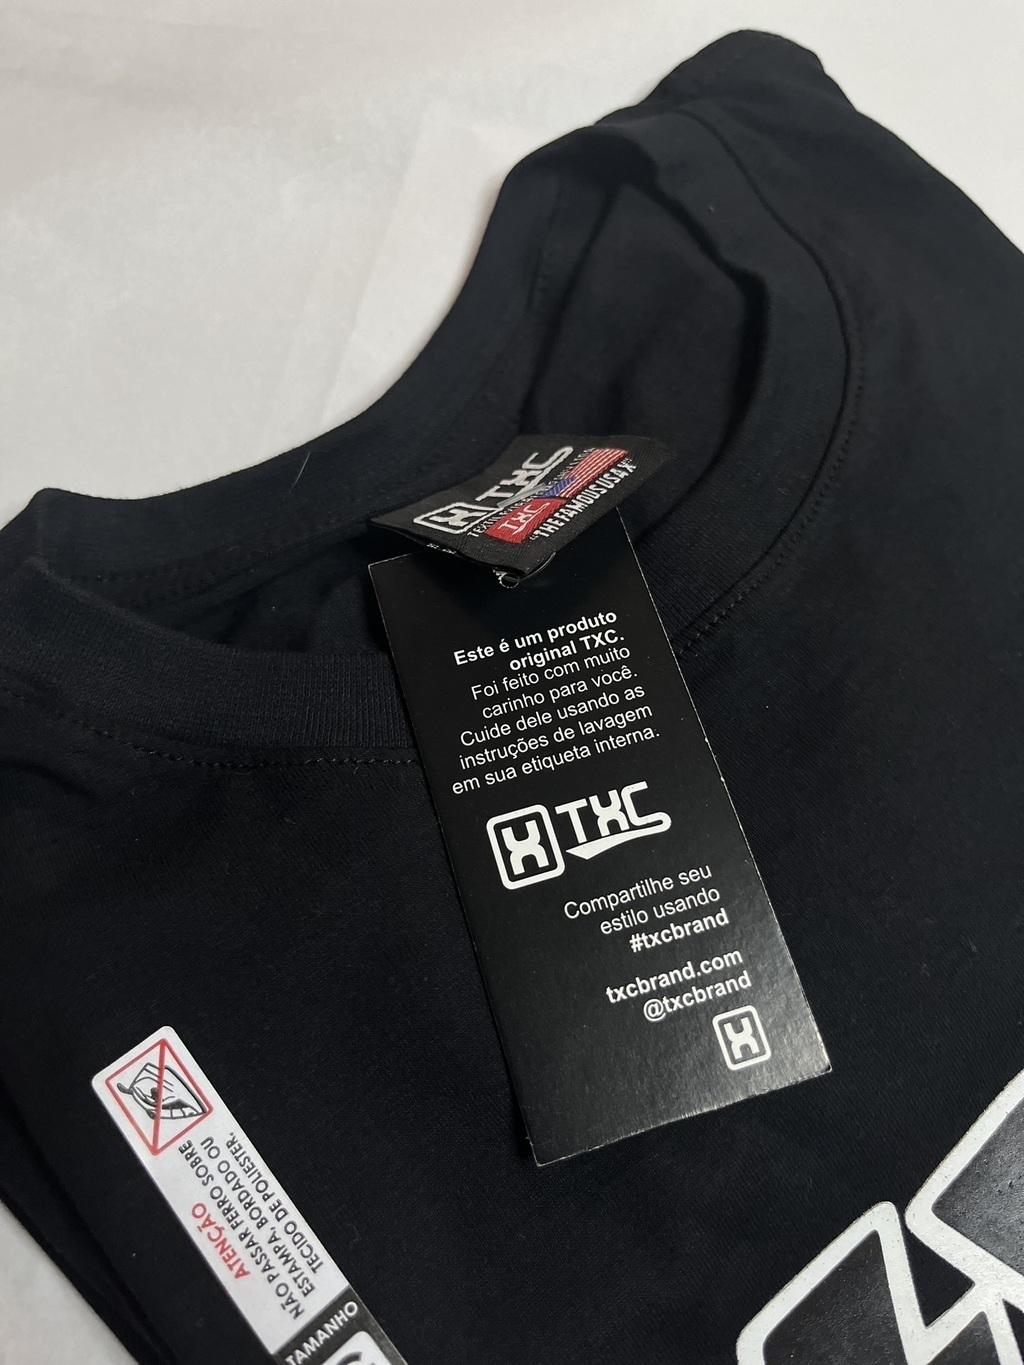 TXC
TXC
"THE FAMOUS USA X"
Este é um produto
original TXC.
Foi feito com muito
carinho para você.
Cuide dele usando as
instruções de lavagem
em sua etiqueta interna.
TXC
Compartilhe seu
estilo usando
#txcbrand
txcbrand.com
@txcbrand
ATENÇÃO
NÃO PASSAR FERRO SOBRE
ESTAMPA, BORDADO OU
TECIDO DE POLIESTER.
TAMANHO